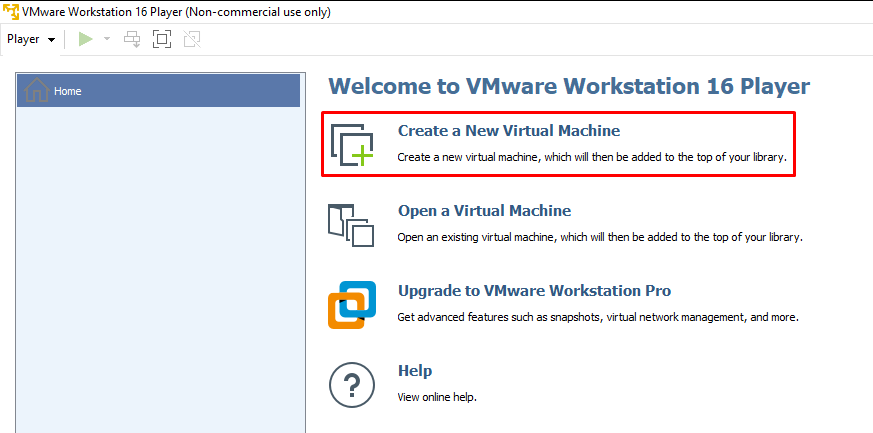 VMware Workstation 16 Player (Non-commercial use only)
Player
Home
Welcome to VMware Workstation 16 Player
Create a New Virtual Machine
Create a new virtual machine, which will then be added to the top of your library.
Open a Virtual Machine
Open an existing virtual machine, which will then be added to the top of your library.
Upgrade to VMware Workstation Pro
Get advanced features such as snapshots, virtual network management, and more.
Help
View online help.